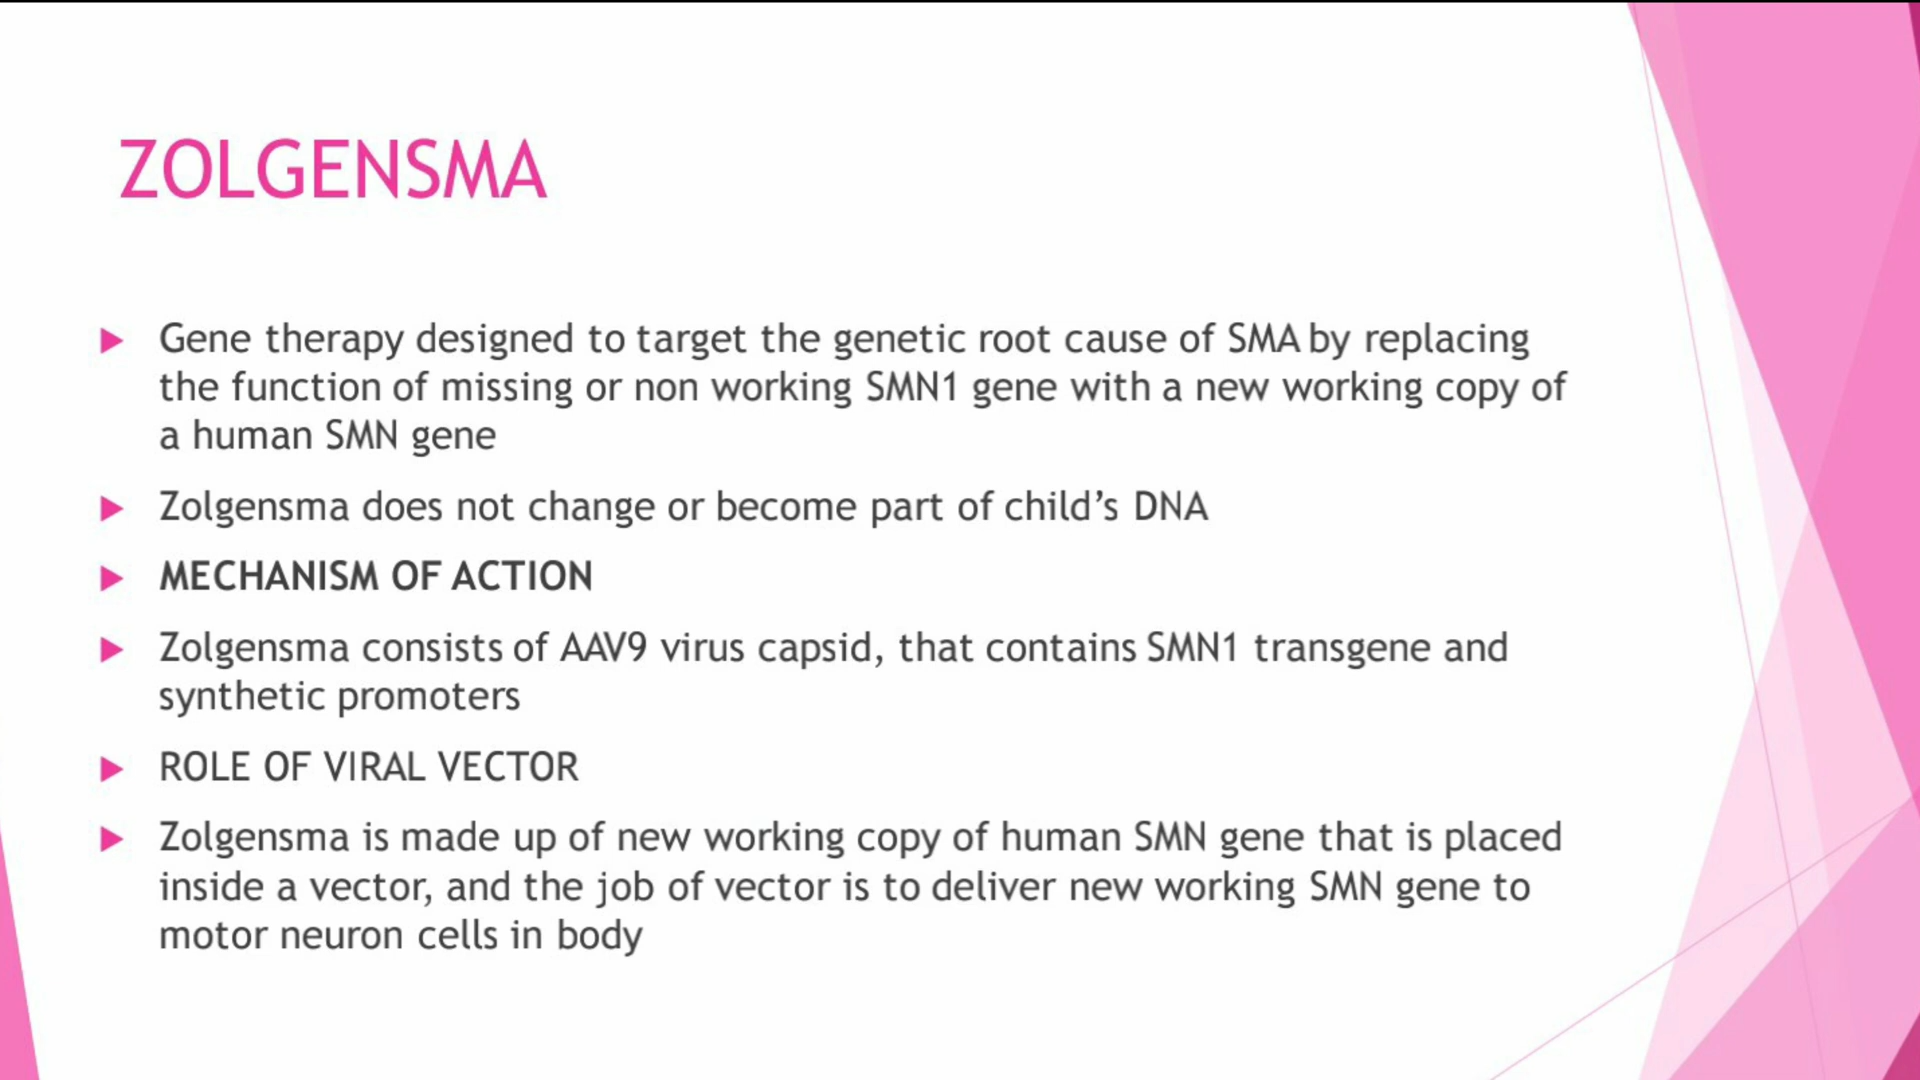 ZOLGENSMA
Gene therapy designed to target the genetic root cause of SMA by replacing
the function of missing or non working SMN1 gene with a new working copy of
a human SMN gene
Zolgensma does not change or become part of child’s DNA
MECHANISM OF ACTION
Zolgensma consists of AAV9 virus capsid, that contains SMN1 transgene and
synthetic promoters
ROLE OF VIRAL VECTOR
Zolgensma is made up of new working copy of human SMN gene that is placed
inside a vector, and the job of vector is to deliver new working SMN gene to
motor neuron cells in body